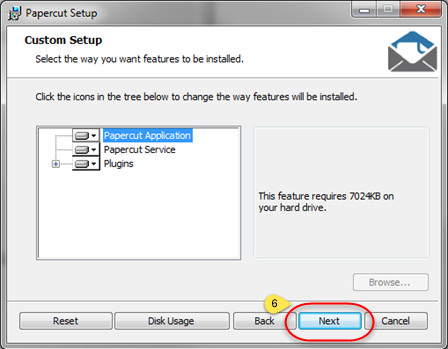 Papercut Setup
Custom Setup
Select the way you want features to be installed.
Click the icons in the tree below to change the way features will be installed.
Papercut Application
Papercut Service
Plugins
This feature requires 7024KB on
your hard drive.
Browse...
6
Reset
Disk Usage
Back
Next
Cancel